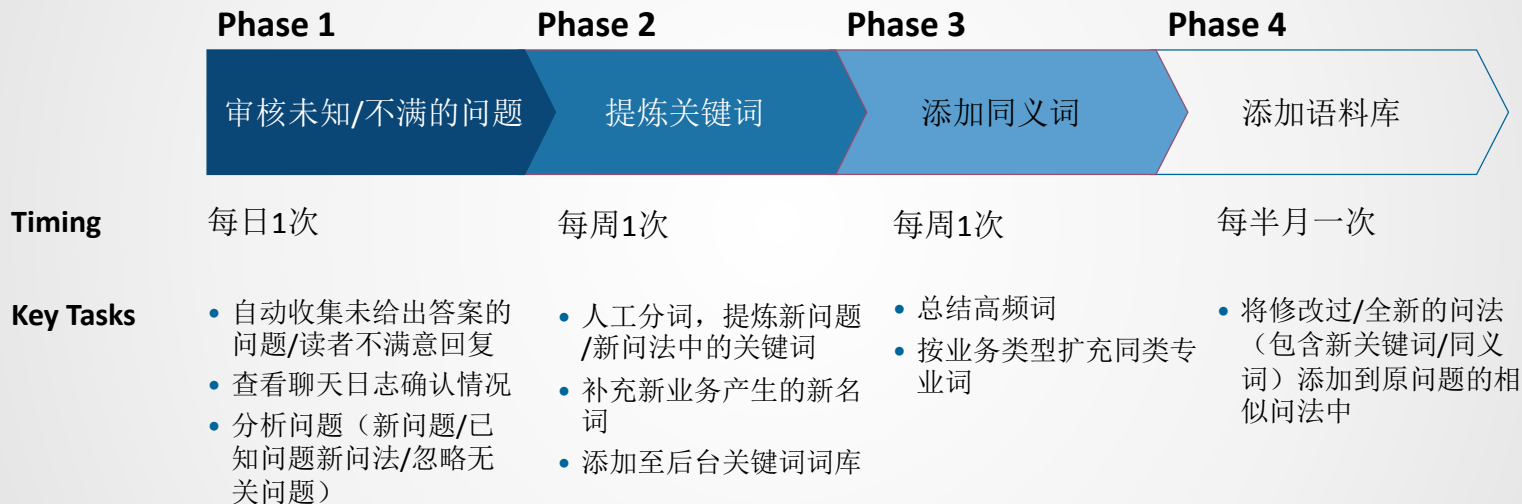 Phase 1
Phase 2
Phase 3
Phase 4
审核未知/不满的问题
提炼关键词
添加同义词
添加语料库
Timing
每日1次
每周1次
每周1次
每半月一次
Key Tasks
• 自动收集未给出答案的
问题/读者不满意回复
• 查看聊天日志确认情况
• 分析问题（新问题/已
知问题新问法/忽略无
关问题）
• 人工分词，提炼新问题
/新问法中的关键词
• 补充新业务产生的新名
词
• 添加至后台关键词词库
• 总结高频词
• 按业务类型扩充同类专
业词
• 将修改过/全新的问法
（包含新关键词/同义
词）添加到原问题的相
似问法中